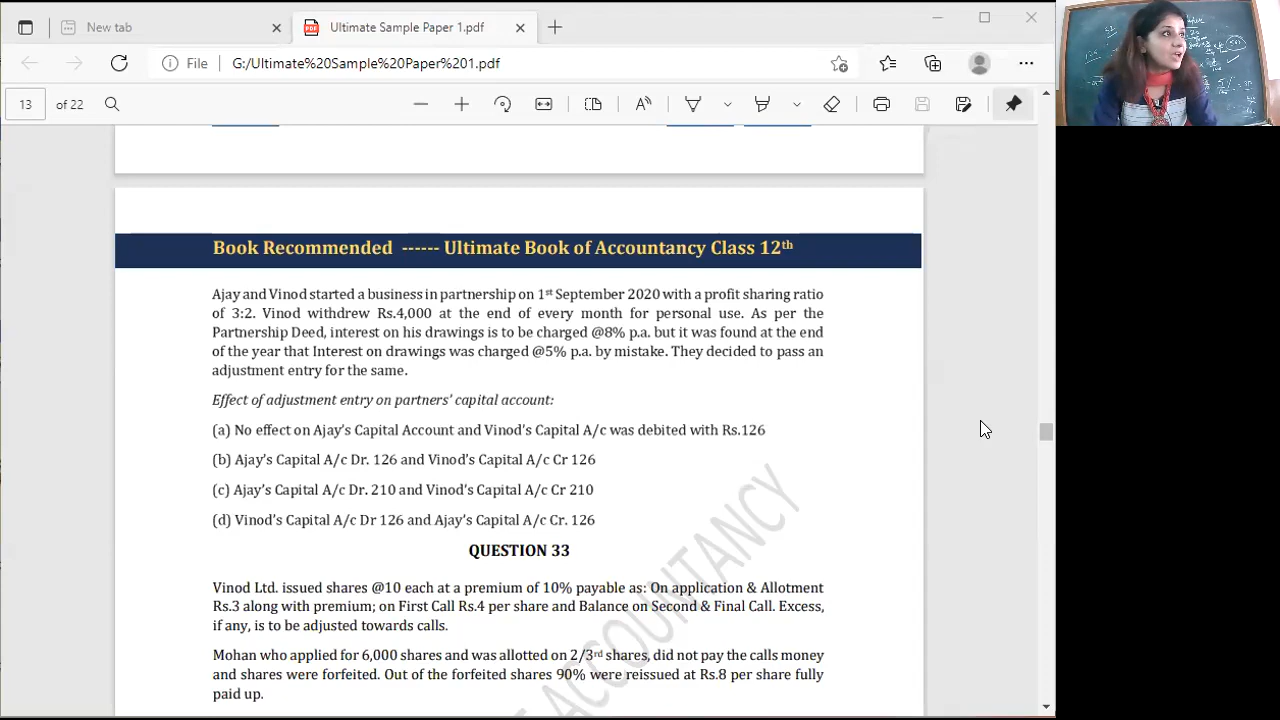 New tab
Ultimate Sample Paper 1.pdf
File
G:/Ultimate%20Sample%20Paper%201.pdf
13 of 22
Book Recommended ------ Ultimate Book of Accountancy Class 12th
Ajay and Vinod started a business in partnership on 1st September 2020 with a profit sharing ratio
of 3:2. Vinod withdrew Rs.4,000 at the end of every month for personal use. As per the
Partnership Deed, interest on his drawings is to be charged @8% p.a. but it was found at the end
of the year that Interest on drawings was charged @5% p.a. by mistake. They decided to pass an
adjustment entry for the same.
Effect of adjustment entry on partners' capital account:
(a) No effect on Ajay's Capital Account and Vinod's Capital A/c was debited with Rs.126
(b) Ajay's Capital A/c Dr. 126 and Vinod's Capital A/c Cr 126
(c) Ajay's Capital A/c Dr. 210 and Vinod's Capital A/c Cr 210
(d) Vinod's Capital A/c Dr 126 and Ajay's Capital A/c Cr. 126
QUESTION 33
Vinod Ltd. issued shares @10 each at a premium of 10% payable as: On application & Allotment
Rs.3 along with premium; on First Call Rs.4 per share and Balance on Second & Final Call. Excess,
if any, is to be adjusted towards calls.
Mohan who applied for 6,000 shares and was allotted on 2/3rd shares, did not pay the calls money
and shares were forfeited. Out of the forfeited shares 90% were reissued at Rs.8 per share fully
paid up.
ACCOUNTANCY